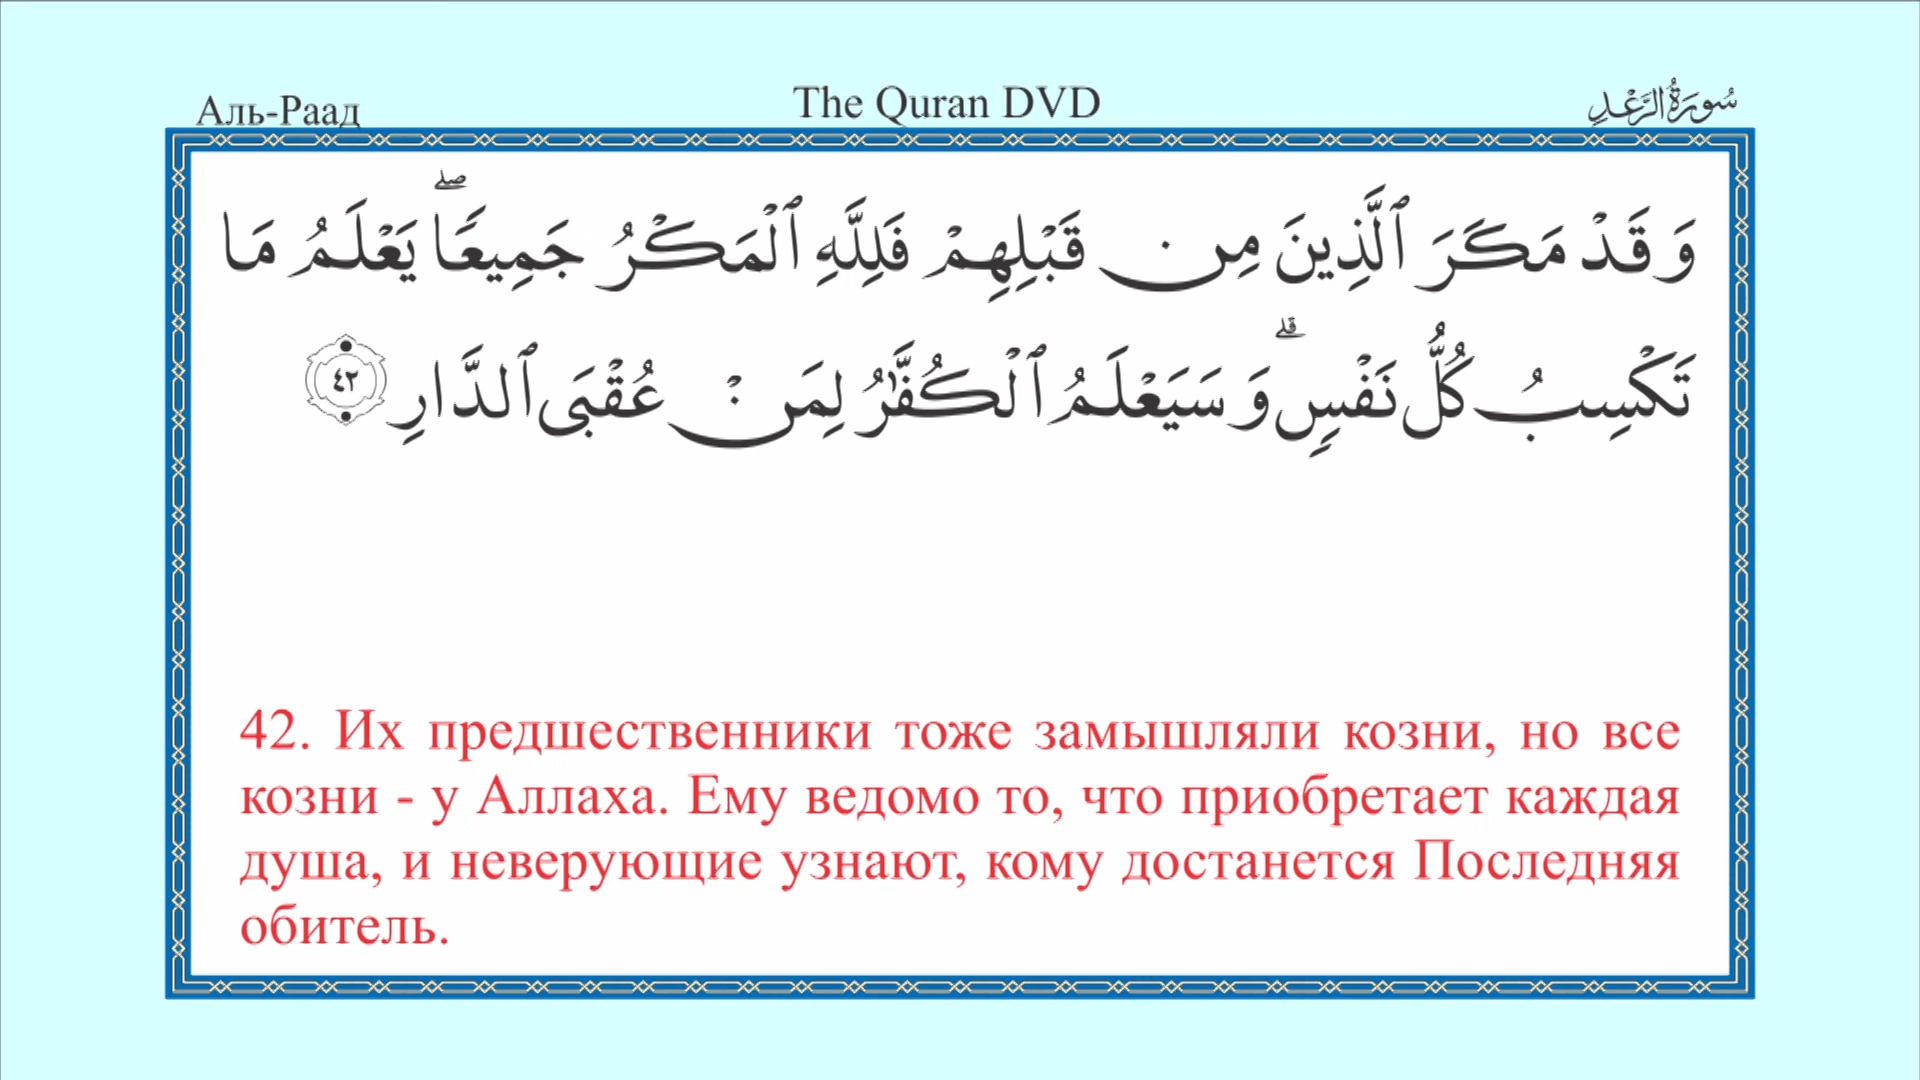 Аль-Раад
The Quran DVD
سُورَةُ الرَّعْدِ
وَقَدْ مَكَرَ ٱلَّذِينَ مِن قَبْلِهِمْ فَلِلَّهِ ٱلْمَكْرُ جَمِيعًا ۖ يَعْلَمُ مَا
تَكْسِبُ كُلُّ نَفْسٍ ۗ وَسَيَعْلَمُ ٱلْكُفَّٰرُ لِمَنْ عُقْبَى ٱلدَّارِ ٤٢
42. Их предшественники тоже замышляли козни, но все
козни - у Аллаха. Ему ведомо то, что приобретает каждая
душа, и неверующие узнают, кому достанется Последняя
обитель.